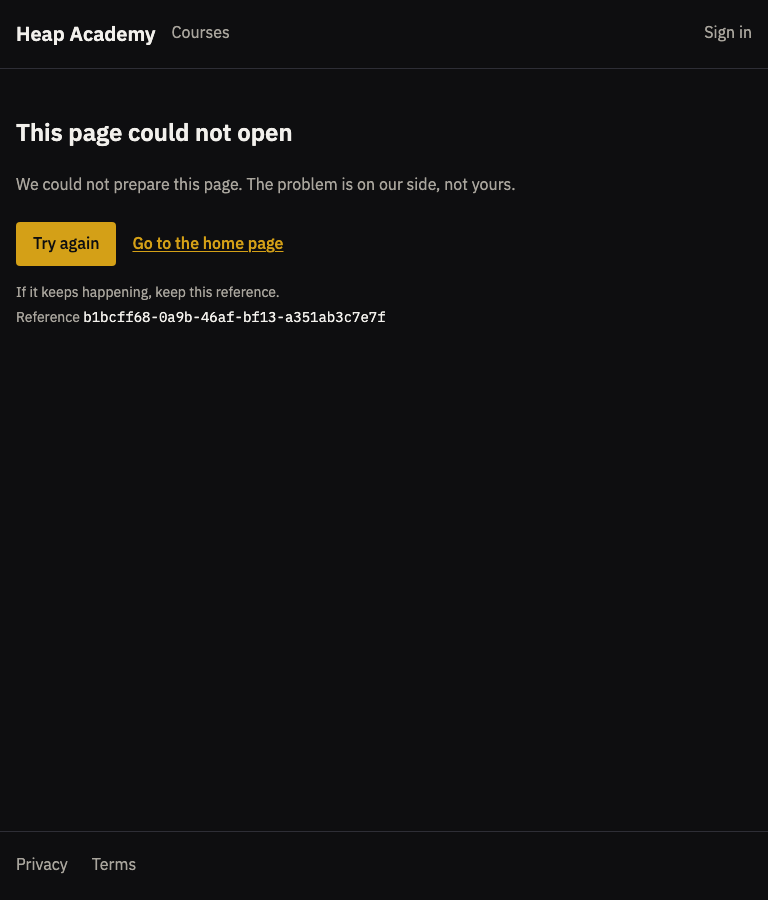 Heap Academy Courses Sign in
This page could not open
We could not prepare this page. The problem is on our side, not yours.
Try again Go to the home page
If it keeps happening, keep this reference.
Reference b1bcff68-0a9b-46af-bf13-a351ab3c7e7f
Privacy Terms